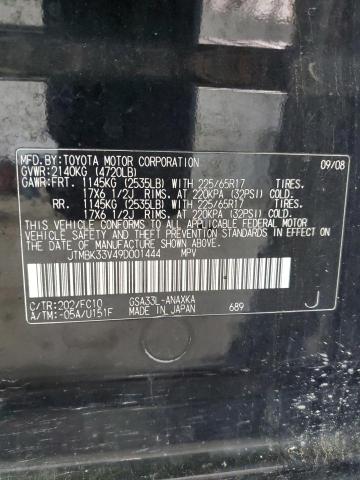 MFD.BY:TOYOTA MOTOR CORPORATION 09/08
GVWR:2140KG (4720LB)
GAWR:FRT. 1145KG (2535LB) WITH 225/65R17 TIRES.
17X6 1/2J RIMS. AT 220KPA (32PSI) COLD.
RR. 1145KG (2535LB) WITH 225/65R17 TIRES.
17X6 1/2J RIMS. AT 220KPA (32PSI) COLD.
THIS VEHICLE CONFORMS TO ALL APPLICABLE FEDERAL MOTOR
VEHICLE SAFETY AND BUMPER STANDARDS IN EFFECT ON THE
DATE OF MANUFACTURE SHOWN ABOVE.
JTMBK33V49D001444 MPV
C/TR:202/FC10 GSA33L-ANAXKA J
A/TM:-05A/U151F MADE IN JAPAN 689